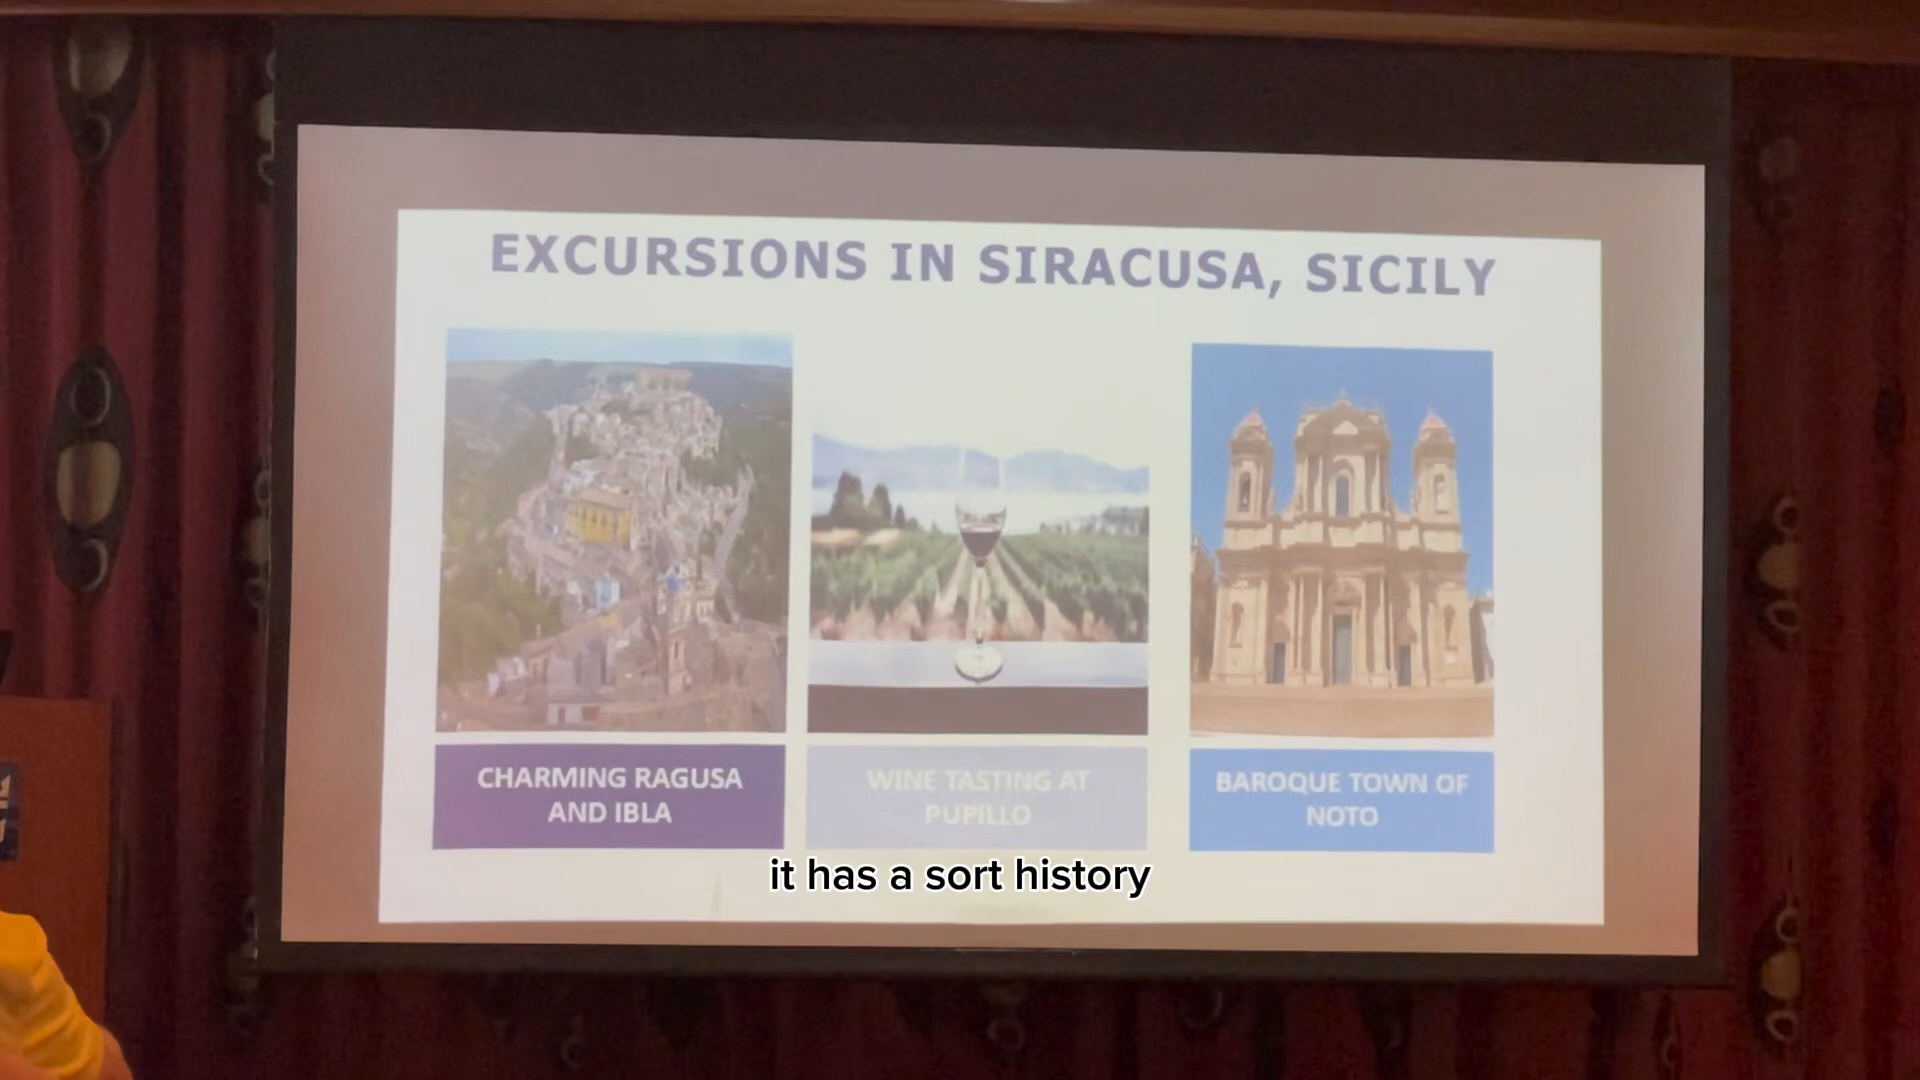 EXCURSIONS IN SIRACUSA, SICILY
CHARMING RAGUSA
AND IBLA
WINE TASTING AT
PUPILLO
BAROQUE TOWN OF
NOTO
it has a sort history